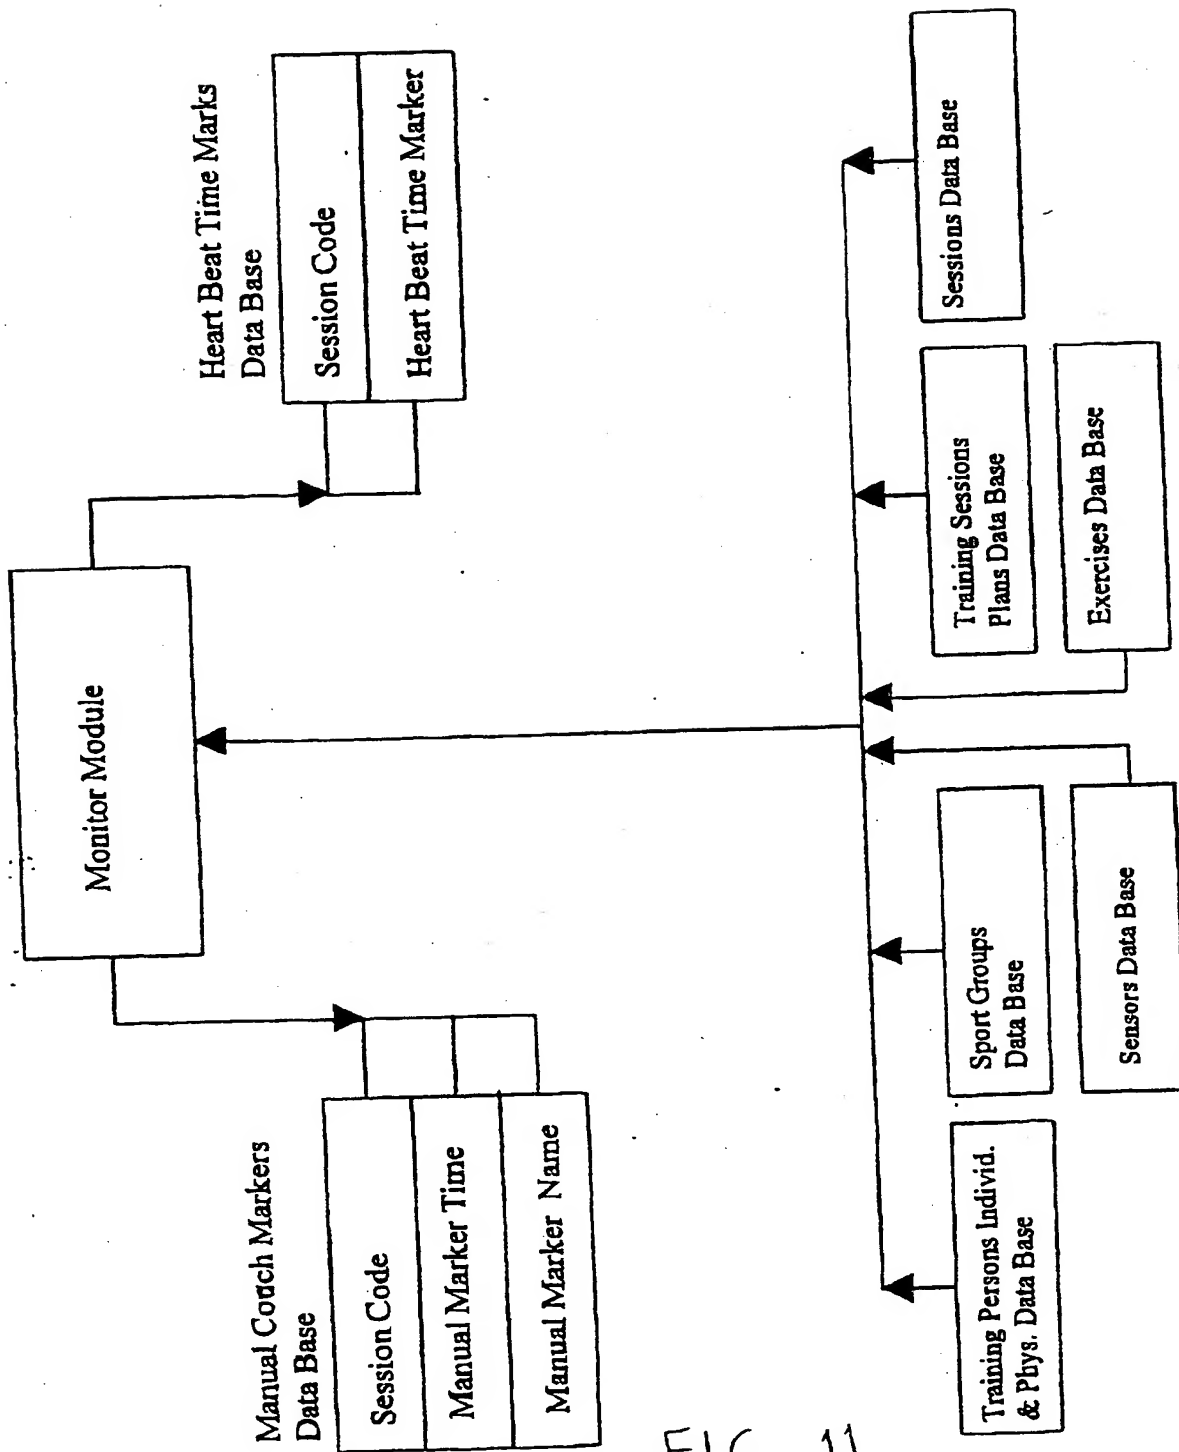 Monitor Module
Manual Couch Markers
Data Base
Session Code
Manual Marker Time
Manual Marker Name
Heart Beat Time Marks
Data Base
Session Code
Heart Beat Time Marker
Training Persons Individ.
& Phys. Data Base
Sport Groups
Data Base
Sensors Data Base
Training Sessions
Plans Data Base
Exercises Data Base
Sessions Data Base
FIG. 11